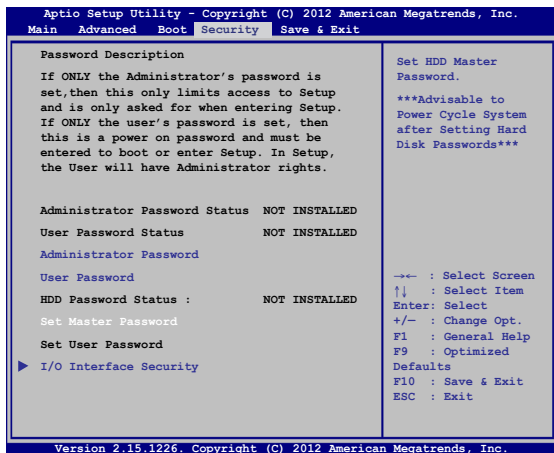 Aptio Setup Utility - Copyright (C) 2012 American Megatrends, Inc.
Main Advanced Boot Security Save & Exit
Password Description
If ONLY the Administrator's password is
set,then this only limits access to Setup
and is only asked for when entering Setup.
If ONLY the user's password is set, then
this is a power on password and must be
entered to boot or enter Setup. In Setup,
the User will have Administrator rights.
Administrator Password Status NOT INSTALLED
User Password Status NOT INSTALLED
Administrator Password
User Password
HDD Password Status : NOT INSTALLED
Set Master Password
Set User Password
I/O Interface Security
Set HDD Master
Password.
***Advisable to
Power Cycle System
after Setting Hard
Disk Passwords***
→← : Select Screen
↑↓ : Select Item
Enter: Select
+/— : Change Opt.
F1 : General Help
F9 : Optimized
Defaults
F10 : Save & Exit
ESC : Exit
Version 2.15.1226. Copyright (C) 2012 American Megatrends, Inc.